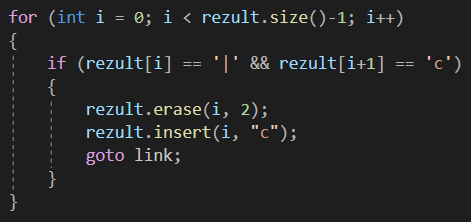 for (int i = 0; i < rezult.size()-1; i++)
{
if (rezult[i] == '|' && rezult[i+1] == 'c')
{
rezult.erase(i, 2);
rezult.insert(i, "c");
goto link;
}
}